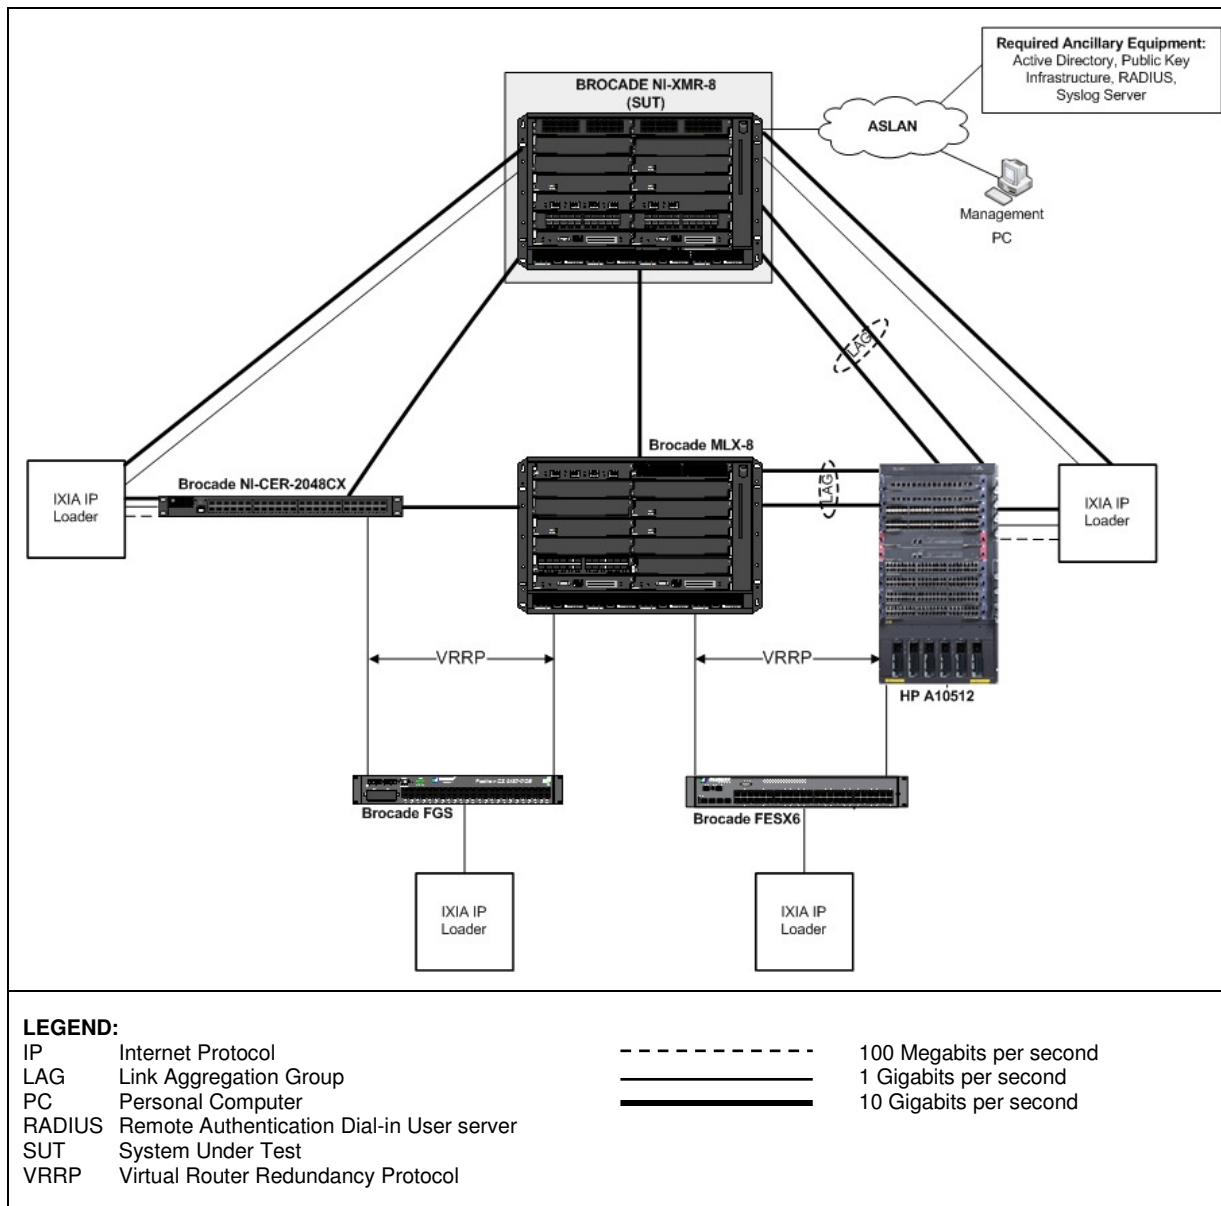 Required Ancillary Equipment:
Active Directory, Public Key
Infrastructure, RADIUS,
Syslog Server
BROCADE NI-XMR-8
(SUT)
ASLAN
Management
PC
LAG
Brocade MLX-8
LAG
IXIA IP
Loader
Brocade NI-CER-2048CX
IXIA IP
Loader
VRRP
VRRP
HP A10512
Brocade FGS
Brocade FESX6
IXIA IP
Loader
IXIA IP
Loader
LEGEND:
IP Internet Protocol
LAG Link Aggregation Group
PC Personal Computer
RADIUS Remote Authentication Dial-in User server
SUT System Under Test
VRRP Virtual Router Redundancy Protocol
100 Megabits per second
1 Gigabits per second
10 Gigabits per second